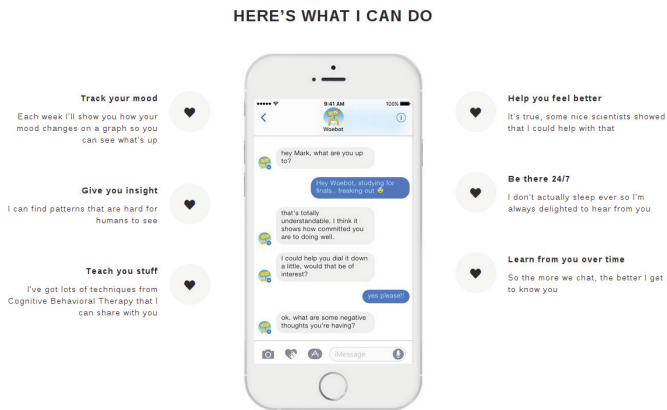 HERE'S WHAT I CAN DO
Track your mood
Each week I'll show you how your
mood changes on a graph so you
can see what's up
Give you insight
I can find patterns that are hard for
humans to see
Teach you stuff
I've got lots of techniques from
Cognitive Behavioral Therapy that I
can share with you
9:41 AM
100%
Woebot
hey Mark, what are you up
to?
Hey Woebot, studying for
finals.. freaking out 😟
that's totally
understandable, I think it
shows how committed you
are to doing well.
I could help you dial it down
a little, would that be of
interest?
yes please!!
ok, what are some negative
thoughts you're having?
iMessage
Help you feel better
It's true, some nice scientists showed
that I could help with that
Be there 24/7
I don't actually sleep ever so I'm
always delighted to hear from you
Learn from you over time
So the more we chat, the better I get
to know you